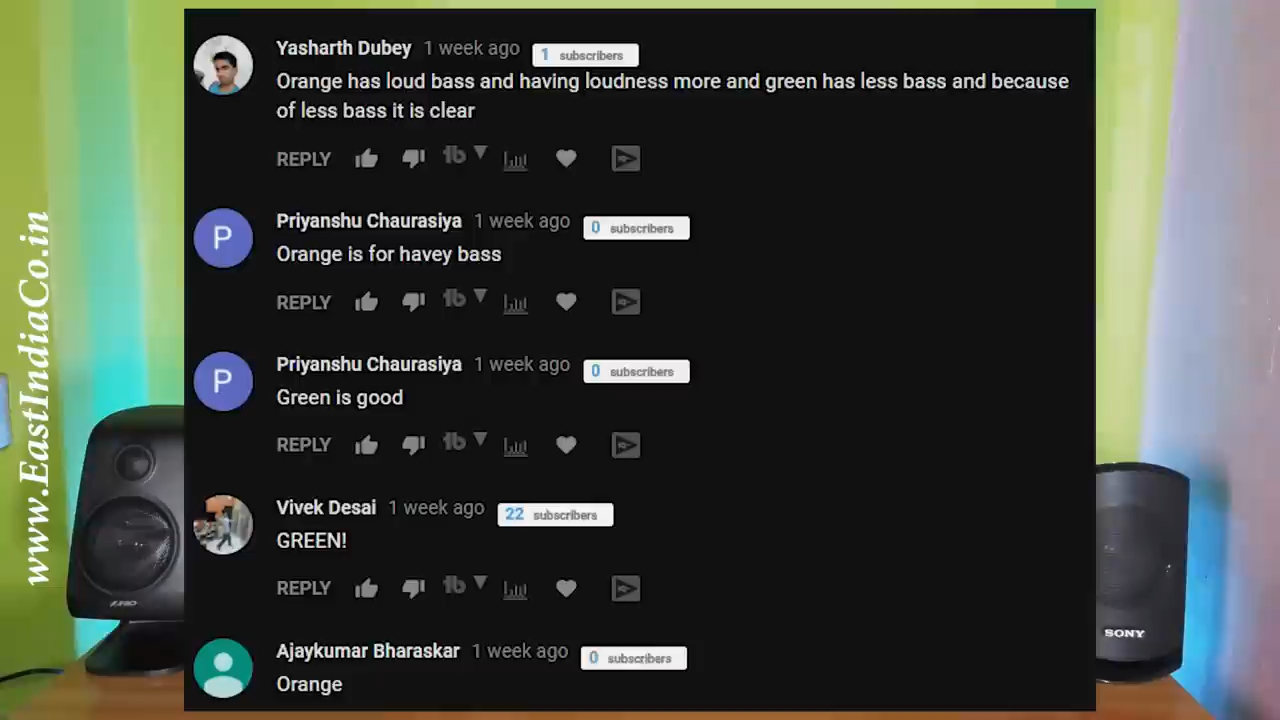 www.EastIndiaCo.in
Yasharth Dubey 1 week ago 1 subscribers
Orange has loud bass and having loudness more and green has less bass and because
of less bass it is clear
REPLY
Priyanshu Chaurasiya 1 week ago 0 subscribers
Orange is for havey bass
REPLY
Priyanshu Chaurasiya 1 week ago 0 subscribers
Green is good
REPLY
Vivek Desai 1 week ago 22 subscribers
GREEN!
REPLY
Ajaykumar Bharaskar 1 week ago 0 subscribers
Orange
SONY